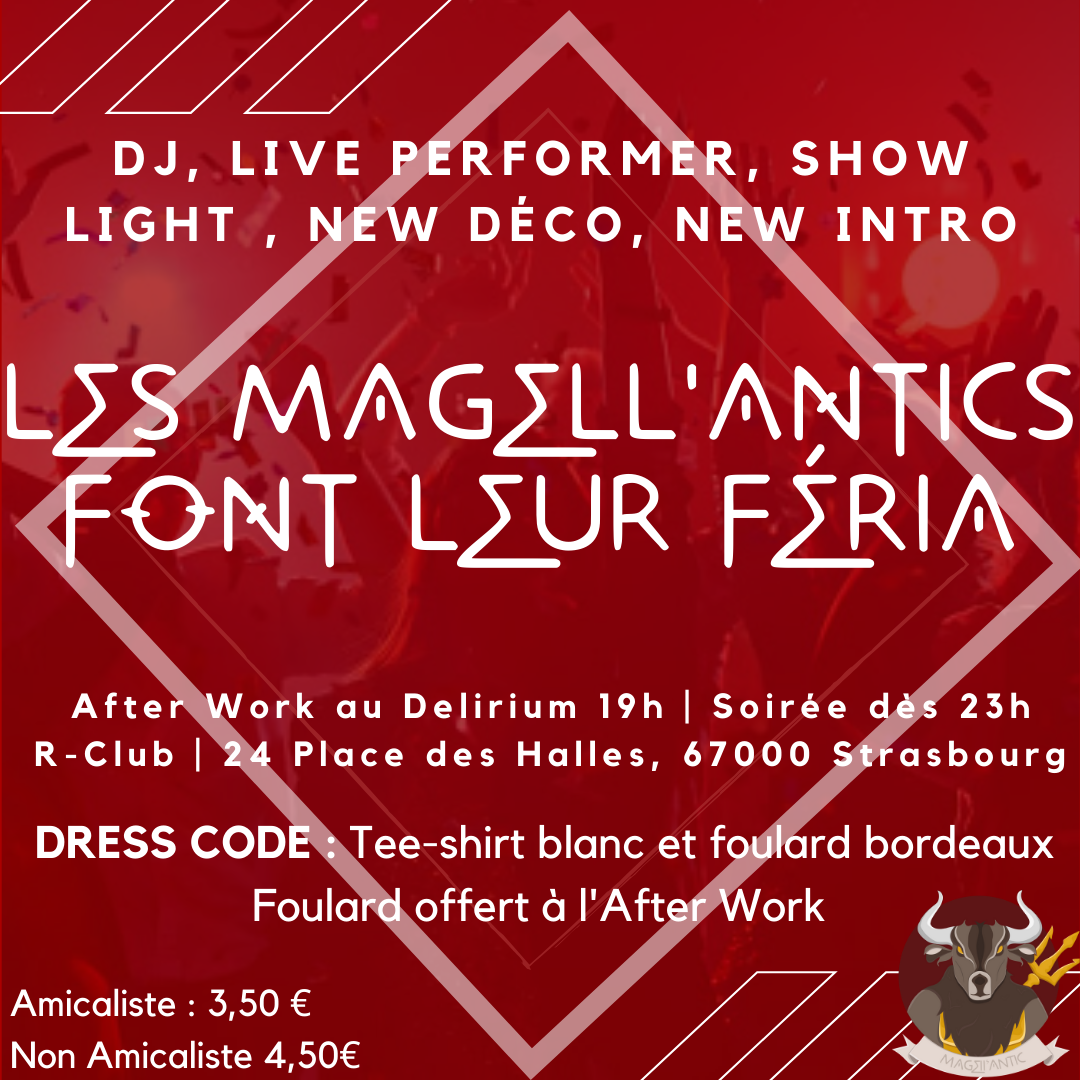 DJ, LIVE PERFORMER, SHOW
LIGHT , NEW DÉCO, NEW INTRO
LES MAGELL'ANTICS
FONT LEUR FÉRIA
After Work au Delirium 19h | Soirée dès 23h
R-Club | 24 Place des Halles, 67000 Strasbourg
DRESS CODE : Tee-shirt blanc et foulard bordeaux
Foulard offert à l'After Work
Amicaliste : 3,50 €
Non Amicaliste 4,50€
MAGEll'ANTIC